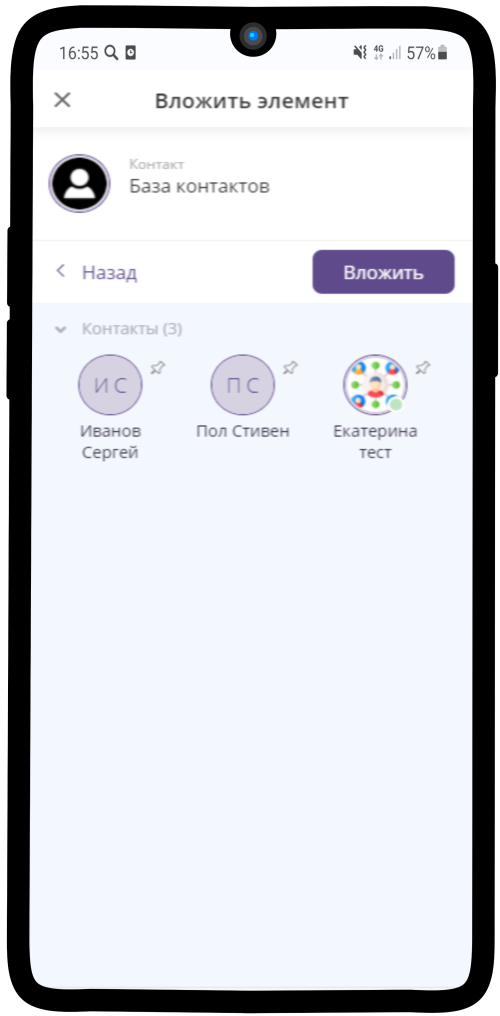 16:55 4G 57%
Вложить элемент
Контакт
База контактов
Назад Вложить
Контакты (3)
И С П С
Иванов Сергей Пол Стивен Екатерина тест